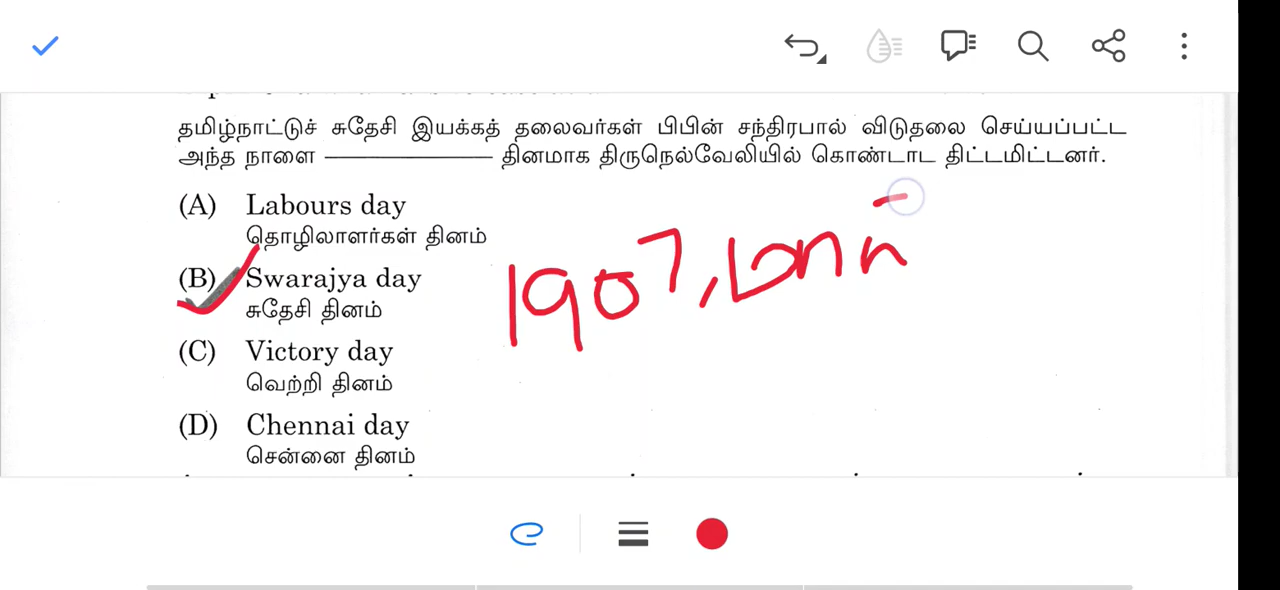 தமிழ்நாட்டுச் சுதேசி இயக்கத் தலைவர்கள் பிபின் சந்திரபால் விடுதலை செய்யப்பட்ட
அந்த நாளை ——————— தினமாக திருநெல்வேலியில் கொண்டாட திட்டமிட்டனர்.
(A) Labours day
தொழிலாளர்கள் தினம்
(B) Swarajya day
சுதேசி தினம்
1907, மார்
(C) Victory day
வெற்றி தினம்
(D) Chennai day
சென்னை தினம்